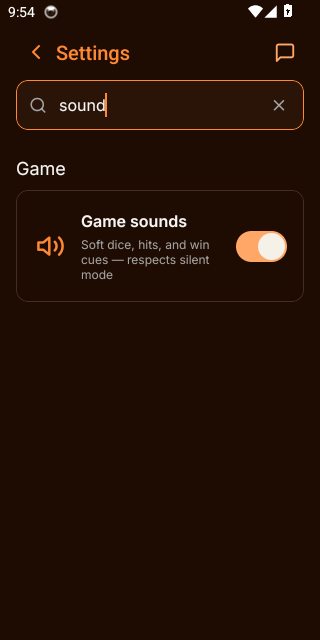 9:54
Settings
sound
Game
Game sounds
Soft dice, hits, and win
cues — respects silent
mode